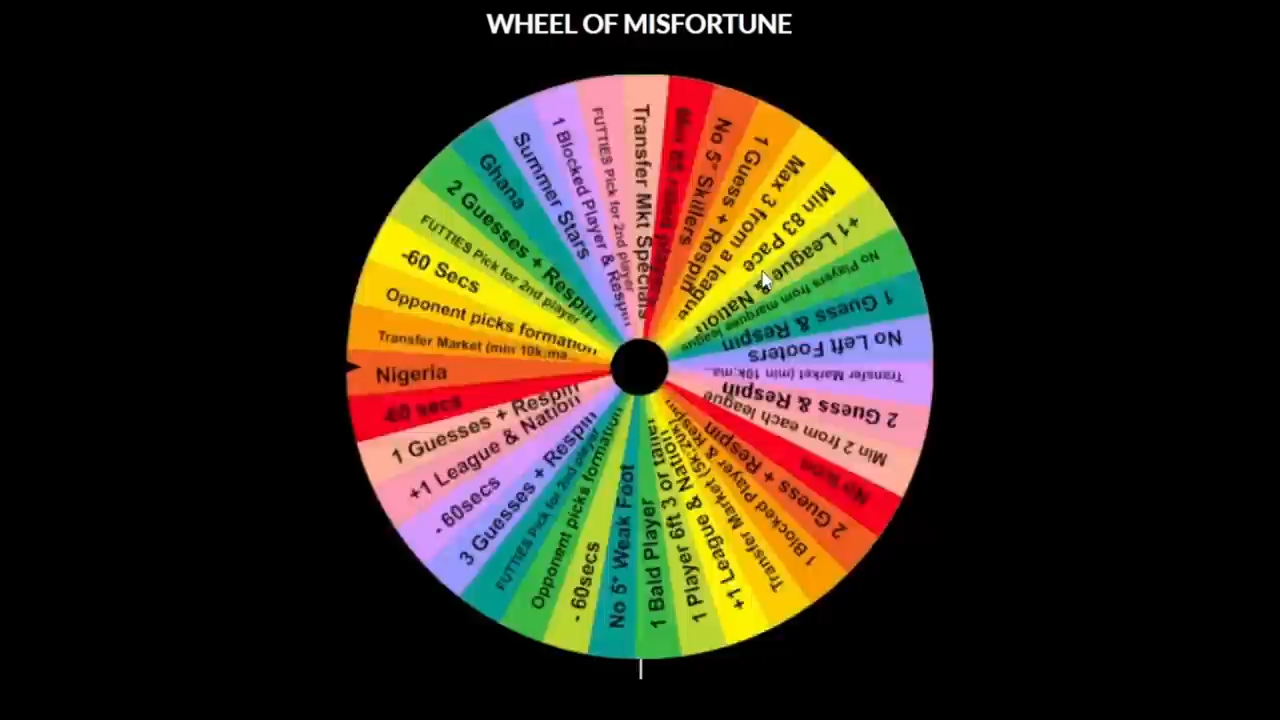 WHEEL OF MISFORTUNE
Transfer Mkt Specials
No 5* Skillers
1 Guess + Respin
Max 3 from a league
Min 83 Pace
+1 League & Nation
No Players from marquee league
1 Guess & Respin
No Left Footers
Transfer Market (min 10k;ma...
2 Guess & Respin
Min 2 from each league
2 Guess + Respin
1 Blocked Player & Respin
Transfer Market (5k;20k)
+1 League & Nation
1 Player 6ft 3 or taller
1 Bald Player
No 5* Weak Foot
- 60secs
Opponent picks formation
FUTTIES Pick for 2nd player
3 Guesses + Respin
- 60secs
+1 League & Nation
1 Guesses + Respin
-60 secs
Nigeria
Transfer Market (min 10k;ma...
Opponent picks formation
-60 Secs
FUTTIES Pick for 2nd player
2 Guesses + Respin
Ghana
Summer Stars
1 Blocked Player & Respin
FUTTIES Pick for 2nd player